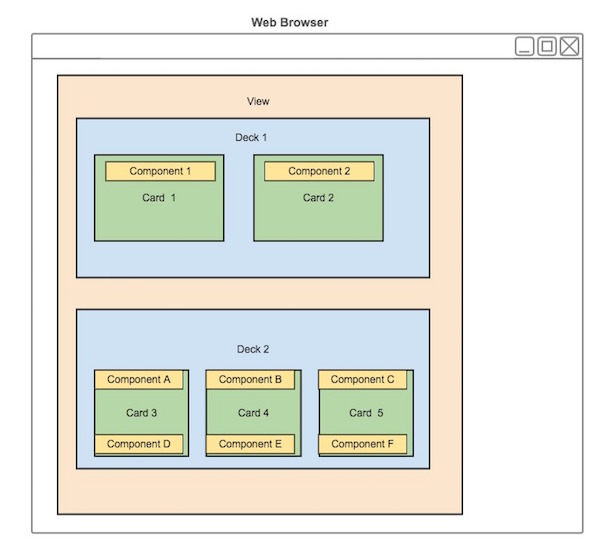 Web Browser
View
Deck 1
Component 1
Component 2
Card 1
Card 2
Deck 2
Component A
Component B
Component C
Card 3
Card 4
Card 5
Component D
Component E
Component F